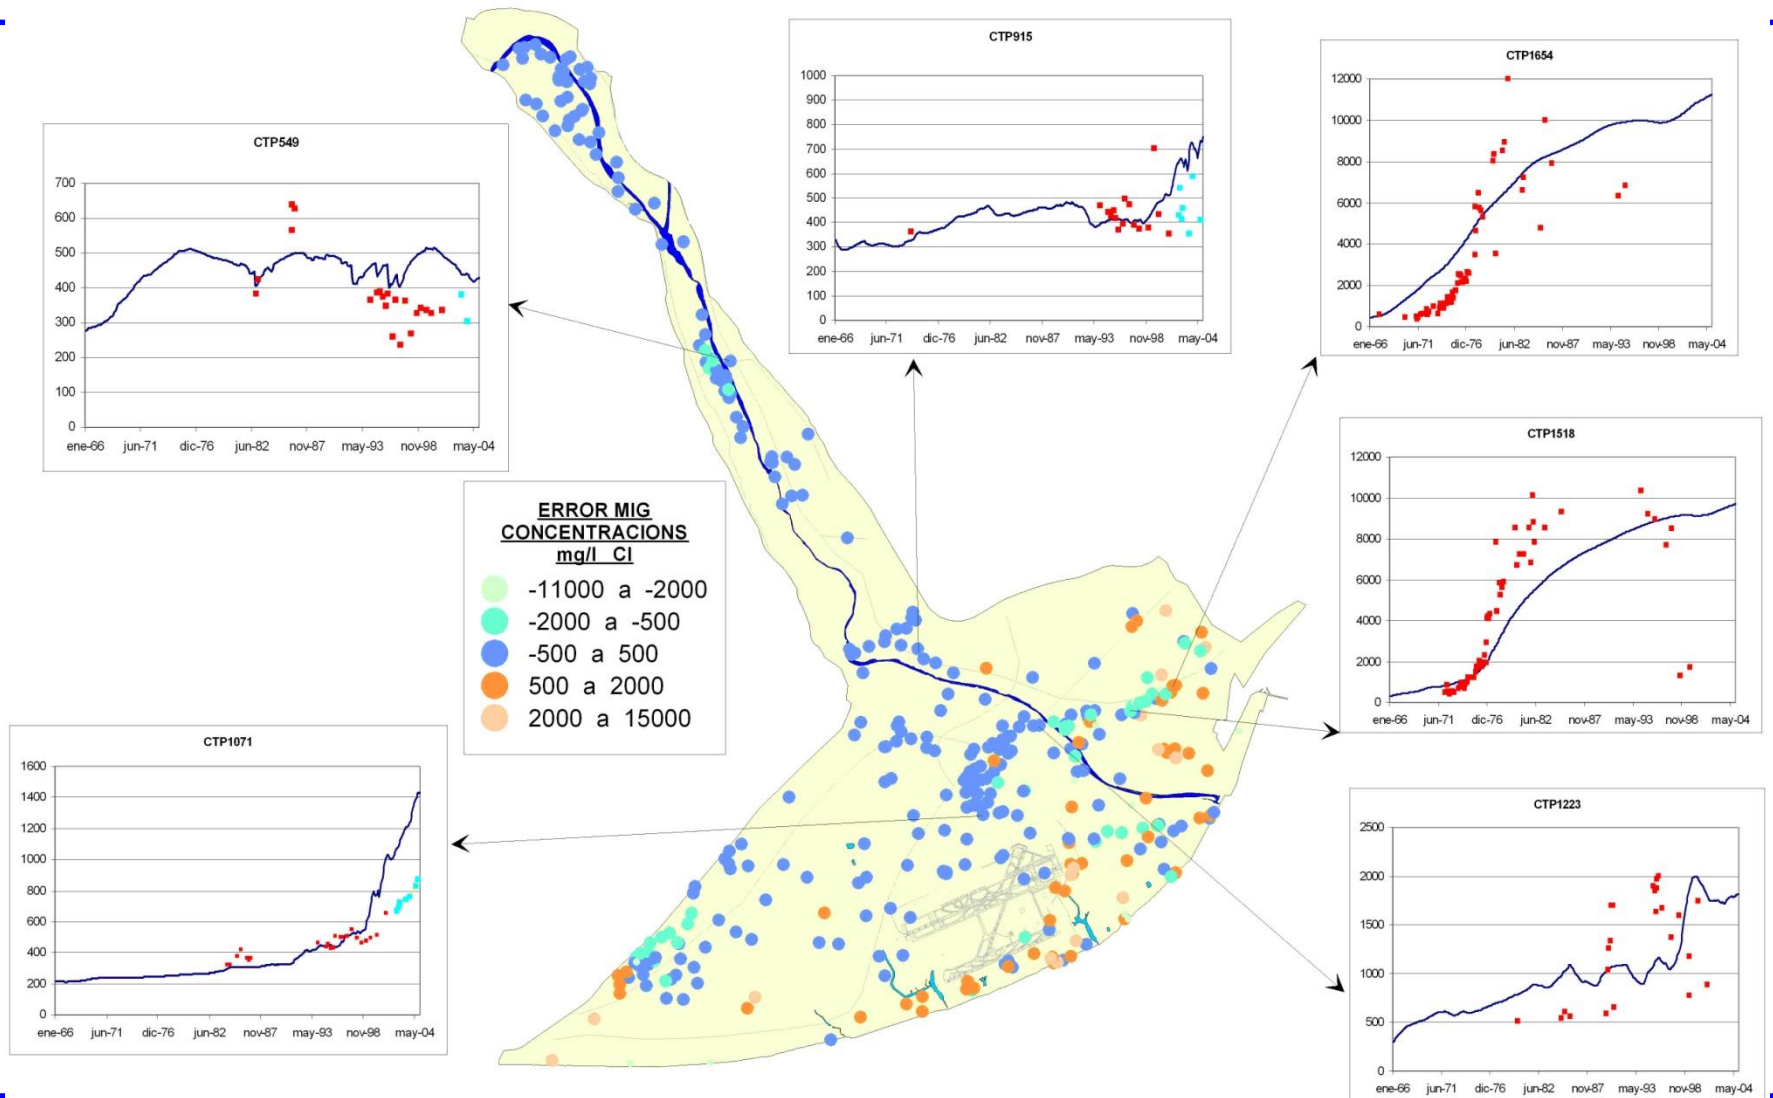 CTP915
1000
900
800
700
600
500
400
300
200
100
0
ene-66 jun-71 dic-76 jun-82 nov-87 may-93 nov-98 may-04
CTP1654
12000
10000
8000
6000
4000
2000
0
ene-66 jun-71 dic-76 jun-82 nov-87 may-93 nov-98 may-04
CTP549
700
600
500
400
300
200
100
0
ene-66 jun-71 dic-76 jun-82 nov-87 may-93 nov-98 may-04
CTP1518
12000
10000
8000
6000
4000
2000
0
ene-66 jun-71 dic-76 jun-82 nov-87 may-93 nov-98 may-04
ERROR MIG
CONCENTRACIONS
mg/l Cl
-11000 a -2000
-2000 a -500
-500 a 500
500 a 2000
2000 a 15000
CTP1071
1600
1400
1200
1000
800
600
400
200
0
ene-66 jun-71 dic-76 jun-82 nov-87 may-93 nov-98 may-04
CTP1223
2500
2000
1500
1000
500
0
ene-66 jun-71 dic-76 jun-82 nov-87 may-93 nov-98 may-04